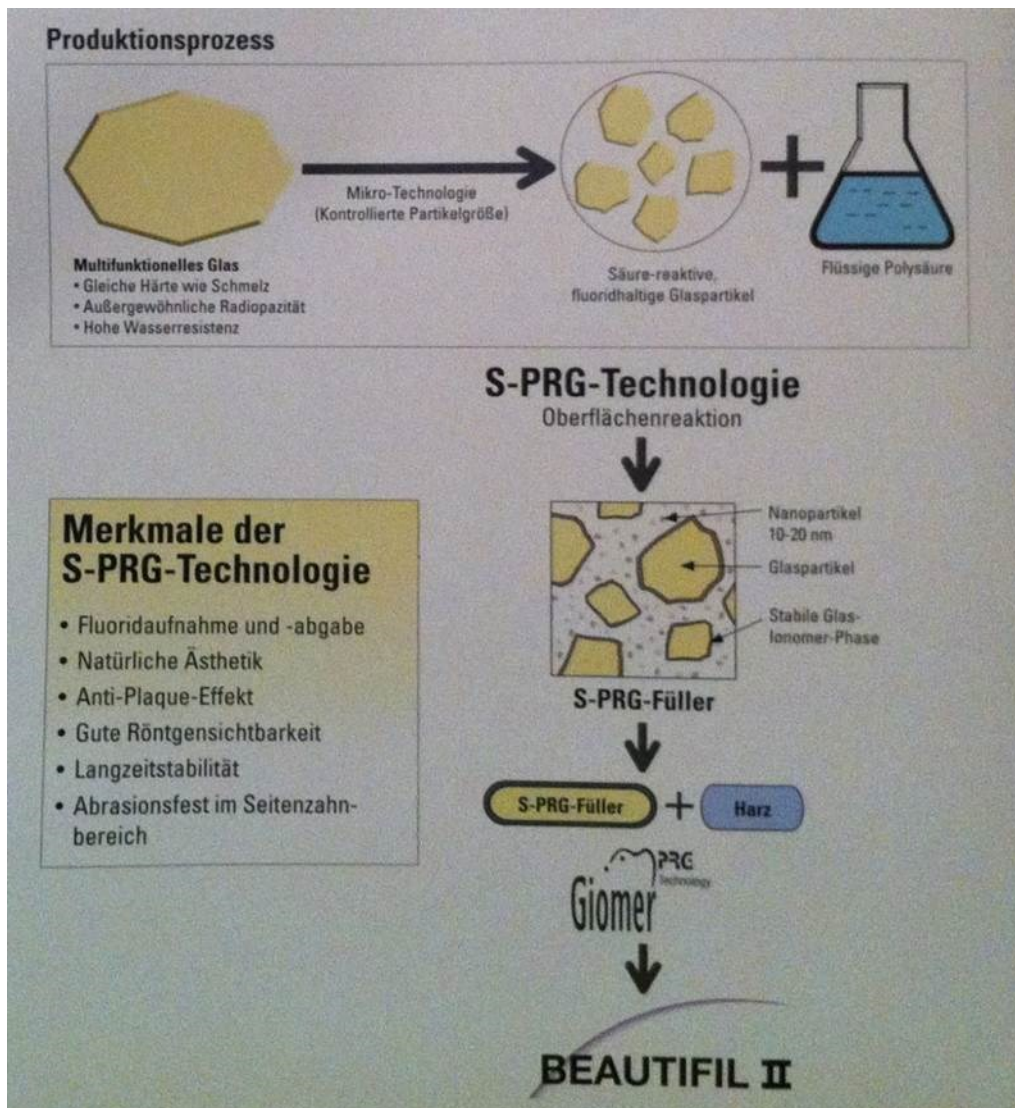 Produktionsprozess
Mikro-Technologie
(Kontrollierte Partikelgröße)
Multifunktionelles Glas
• Gleiche Härte wie Schmelz
• Außergewöhnliche Radiopazität
• Hohe Wasserresistenz
Säure-reaktive,
fluoridhaltige Glaspartikel
+
Flüssige Polysäure
S-PRG-Technologie
Oberflächenreaktion
Nanopartikel
10-20 nm
Glaspartikel
Stabile Glas-
Ionomer-Phase
S-PRG-Füller
Merkmale der
S-PRG-Technologie
• Fluoridaufnahme und -abgabe
• Natürliche Ästhetik
• Anti-Plaque-Effekt
• Gute Röntgensichtbarkeit
• Langzeitstabilität
• Abrasionsfest im Seitenzahn-
bereich
S-PRG-Füller + Harz
PRG
Technology
Giomer
BEAUTIFIL II